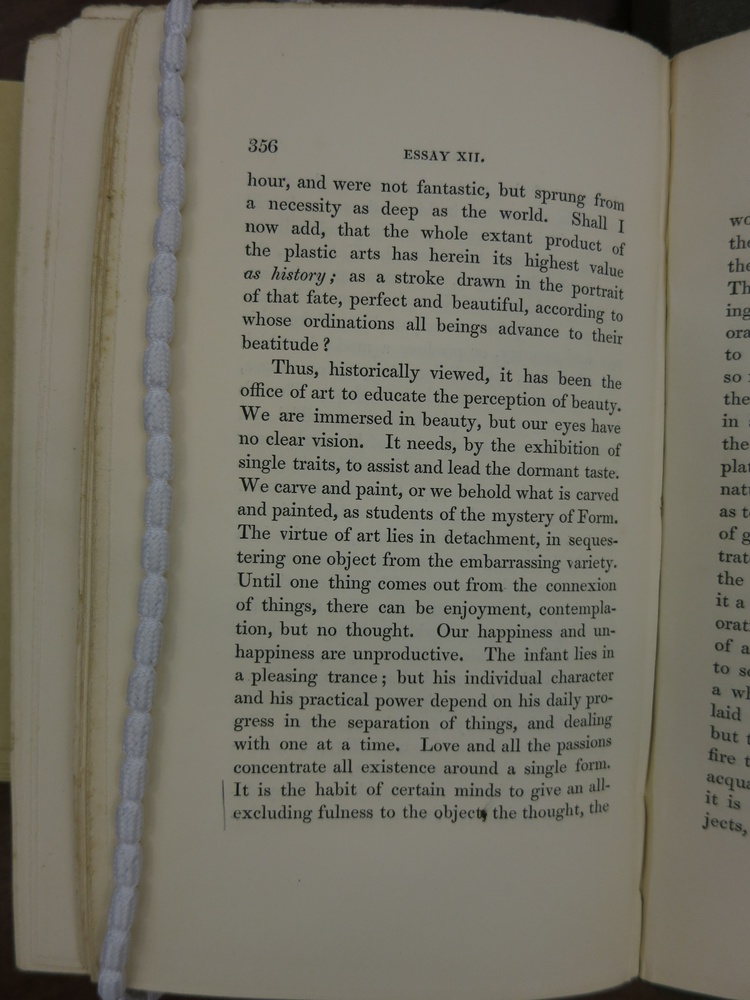 356
ESSAY XII.
hour, and were not fantastic, but sprung from
a necessity as deep as the world. Shall I
now add, that the whole extant product of
the plastic arts has herein its highest value
as history; as a stroke drawn in the portrait
of that fate, perfect and beautiful, according to
whose ordinations all beings advance to their
beatitude?
Thus, historically viewed, it has been the
office of art to educate the perception of beauty.
We are immersed in beauty, but our eyes have
no clear vision. It needs, by the exhibition of
single traits, to assist and lead the dormant taste.
We carve and paint, or we behold what is carved
and painted, as students of the mystery of Form.
The virtue of art lies in detachment, in seques-
tering one object from the embarrassing variety.
Until one thing comes out from the connexion
of things, there can be enjoyment, contempla-
tion, but no thought. Our happiness and un-
happiness are unproductive. The infant lies in
a pleasing trance; but his individual character
and his practical power depend on his daily pro-
gress in the separation of things, and dealing
with one at a time. Love and all the passions
concentrate all existence around a single form.
It is the habit of certain minds to give an all-
excluding fulness to the object, the thought, the
wo
the
the
Th
ing
ora
to
so
the
in
the
pla
nat
as t
of g
trat
the
it a
orat
of a
to s
a w
laid
but t
fire t
acqua
it is
jects,